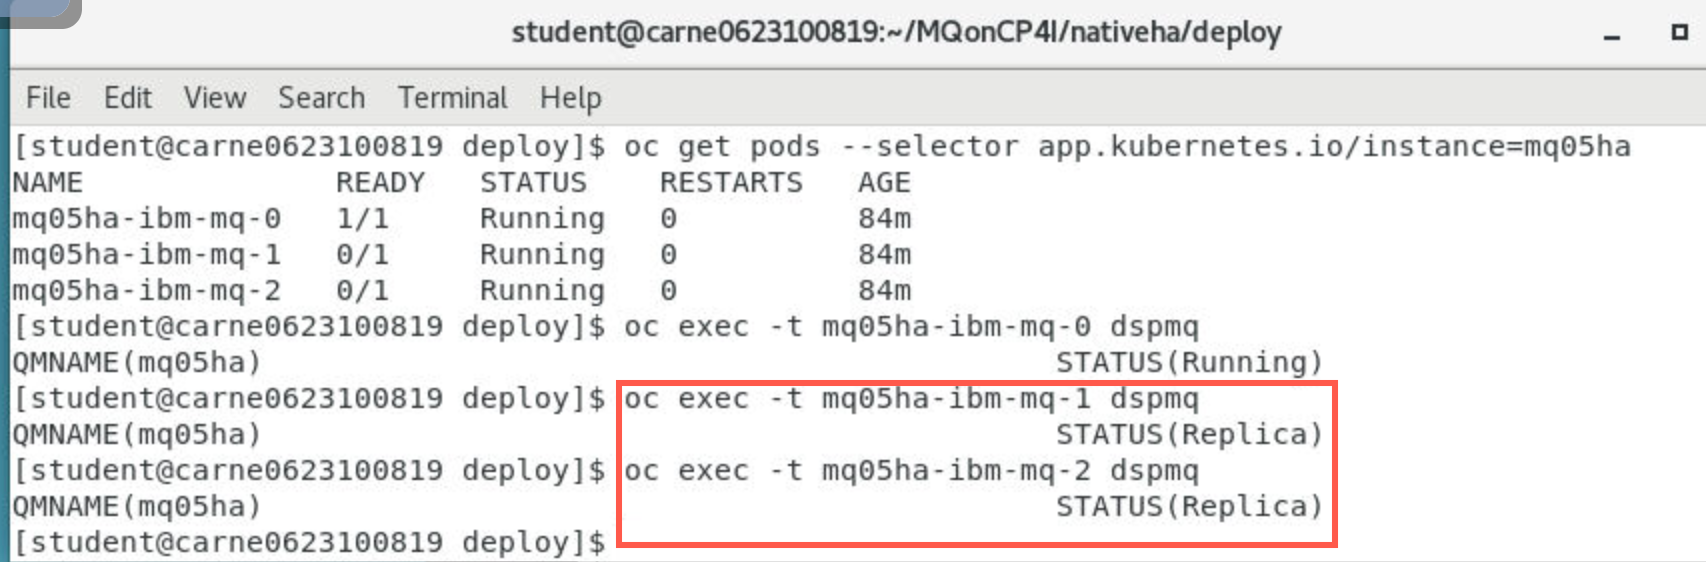 student@carne0623100819:~/MQonCP4I/nativeha/deploy
File Edit View Search Terminal Help
[student@carne0623100819 deploy]$ oc get pods --selector app.kubernetes.io/instance=mq05ha
NAME                  READY   STATUS    RESTARTS   AGE
mq05ha-ibm-mq-0   1/1     Running   0          84m
mq05ha-ibm-mq-1   0/1     Running   0          84m
mq05ha-ibm-mq-2   0/1     Running   0          84m
[student@carne0623100819 deploy]$ oc exec -t mq05ha-ibm-mq-0 dspmq
QMNAME(mq05ha)                                            STATUS(Running)
[student@carne0623100819 deploy]$ oc exec -t mq05ha-ibm-mq-1 dspmq
QMNAME(mq05ha)                                            STATUS(Replica)
[student@carne0623100819 deploy]$ oc exec -t mq05ha-ibm-mq-2 dspmq
QMNAME(mq05ha)                                            STATUS(Replica)
[student@carne0623100819 deploy]$